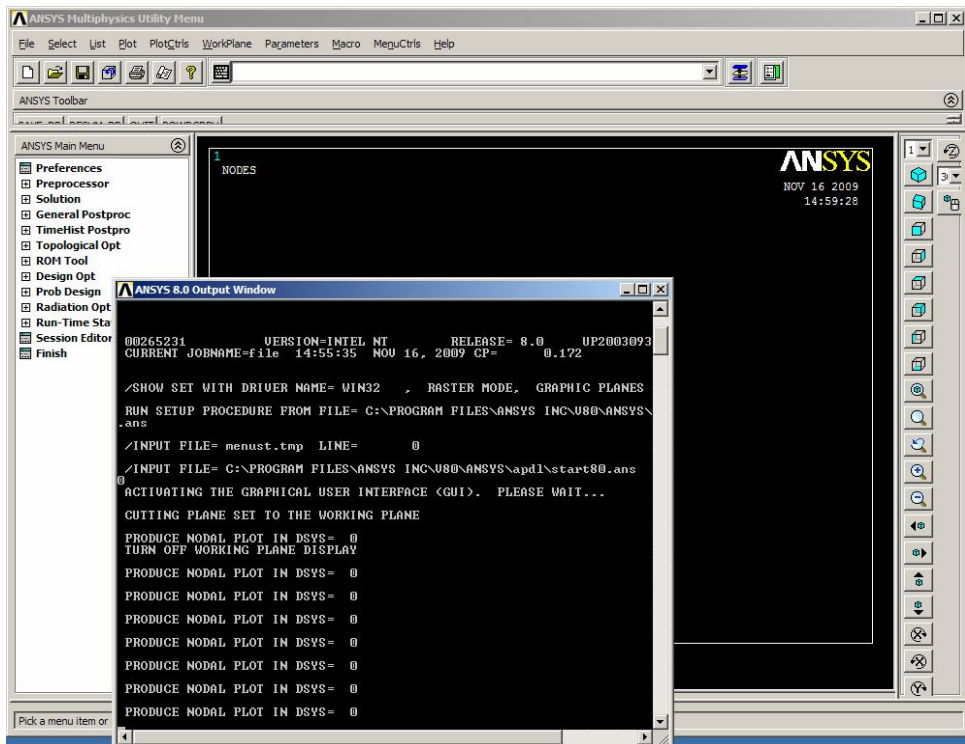 ANSYS Multiphysics Utility Menu
File Select List Plot PlotCtrls WorkPlane Parameters Macro MenuCtrls Help
ANSYS Toolbar
ANSYS Main Menu
Preferences
Preprocessor
Solution
General Postproc
TimeHist Postpro
Topological Opt
ROM Tool
Design Opt
Prob Design
Radiation Opt
Run-Time Sta
Session Editor
Finish
1
NODES
ANSYS
NOV 16 2009
14:59:28
1
3
ANSYS 8.0 Output Window
00265231 VERSION=INTEL NT RELEASE= 8.0 UP2003093
CURRENT JOBNAME=file 14:55:35 NOV 16, 2009 CP= 0.172
/SHOW SET WITH DRIVER NAME= WIN32 , RASTER MODE, GRAPHIC PLANES
RUN SETUP PROCEDURE FROM FILE= C:\PROGRAM FILES\ANSYS INC\V80\ANSYS\
.ans
/INPUT FILE= menust.tmp LINE= 0
/INPUT FILE= C:\PROGRAM FILES\ANSYS INC\V80\ANSYS\apdl\start80.ans
0
ACTIVATING THE GRAPHICAL USER INTERFACE (GUI). PLEASE WAIT...
CUTTING PLANE SET TO THE WORKING PLANE
PRODUCE NODAL PLOT IN DSYS= 0
TURN OFF WORKING PLANE DISPLAY
PRODUCE NODAL PLOT IN DSYS= 0
PRODUCE NODAL PLOT IN DSYS= 0
PRODUCE NODAL PLOT IN DSYS= 0
PRODUCE NODAL PLOT IN DSYS= 0
PRODUCE NODAL PLOT IN DSYS= 0
PRODUCE NODAL PLOT IN DSYS= 0
PRODUCE NODAL PLOT IN DSYS= 0
Pick a menu item or